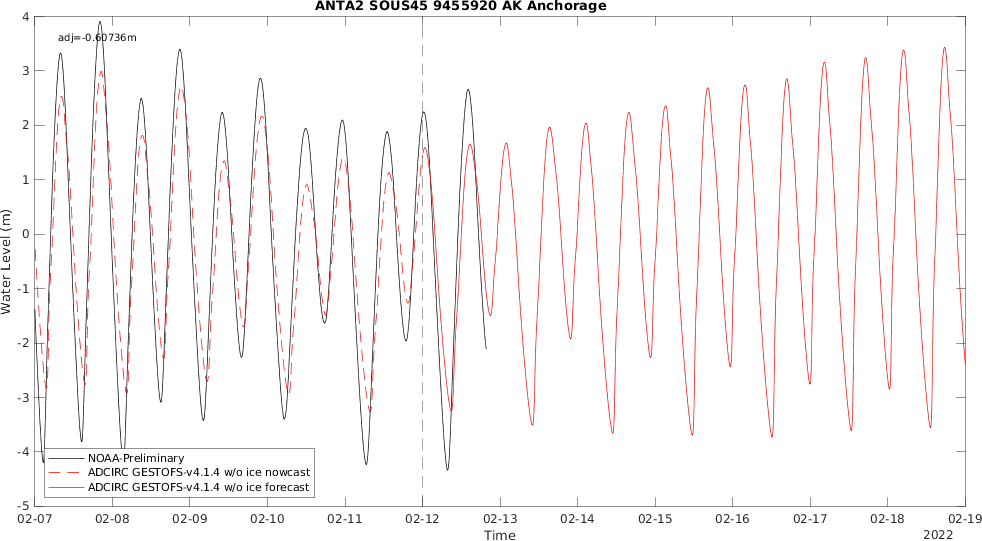 ANTA2 SOUS45 9455920 AK Anchorage
adj=-0.60736m
4
3
2
1
0
-1
-2
-3
-4
-5
Water Level (m)
NOAA-Preliminary
ADCIRC GESTOFS-v4.1.4 w/o ice nowcast
ADCIRC GESTOFS-v4.1.4 w/o ice forecast
02-07 02-08 02-09 02-10 02-11 02-12 02-13 02-14 02-15 02-16 02-17 02-18 02-19
Time
2022